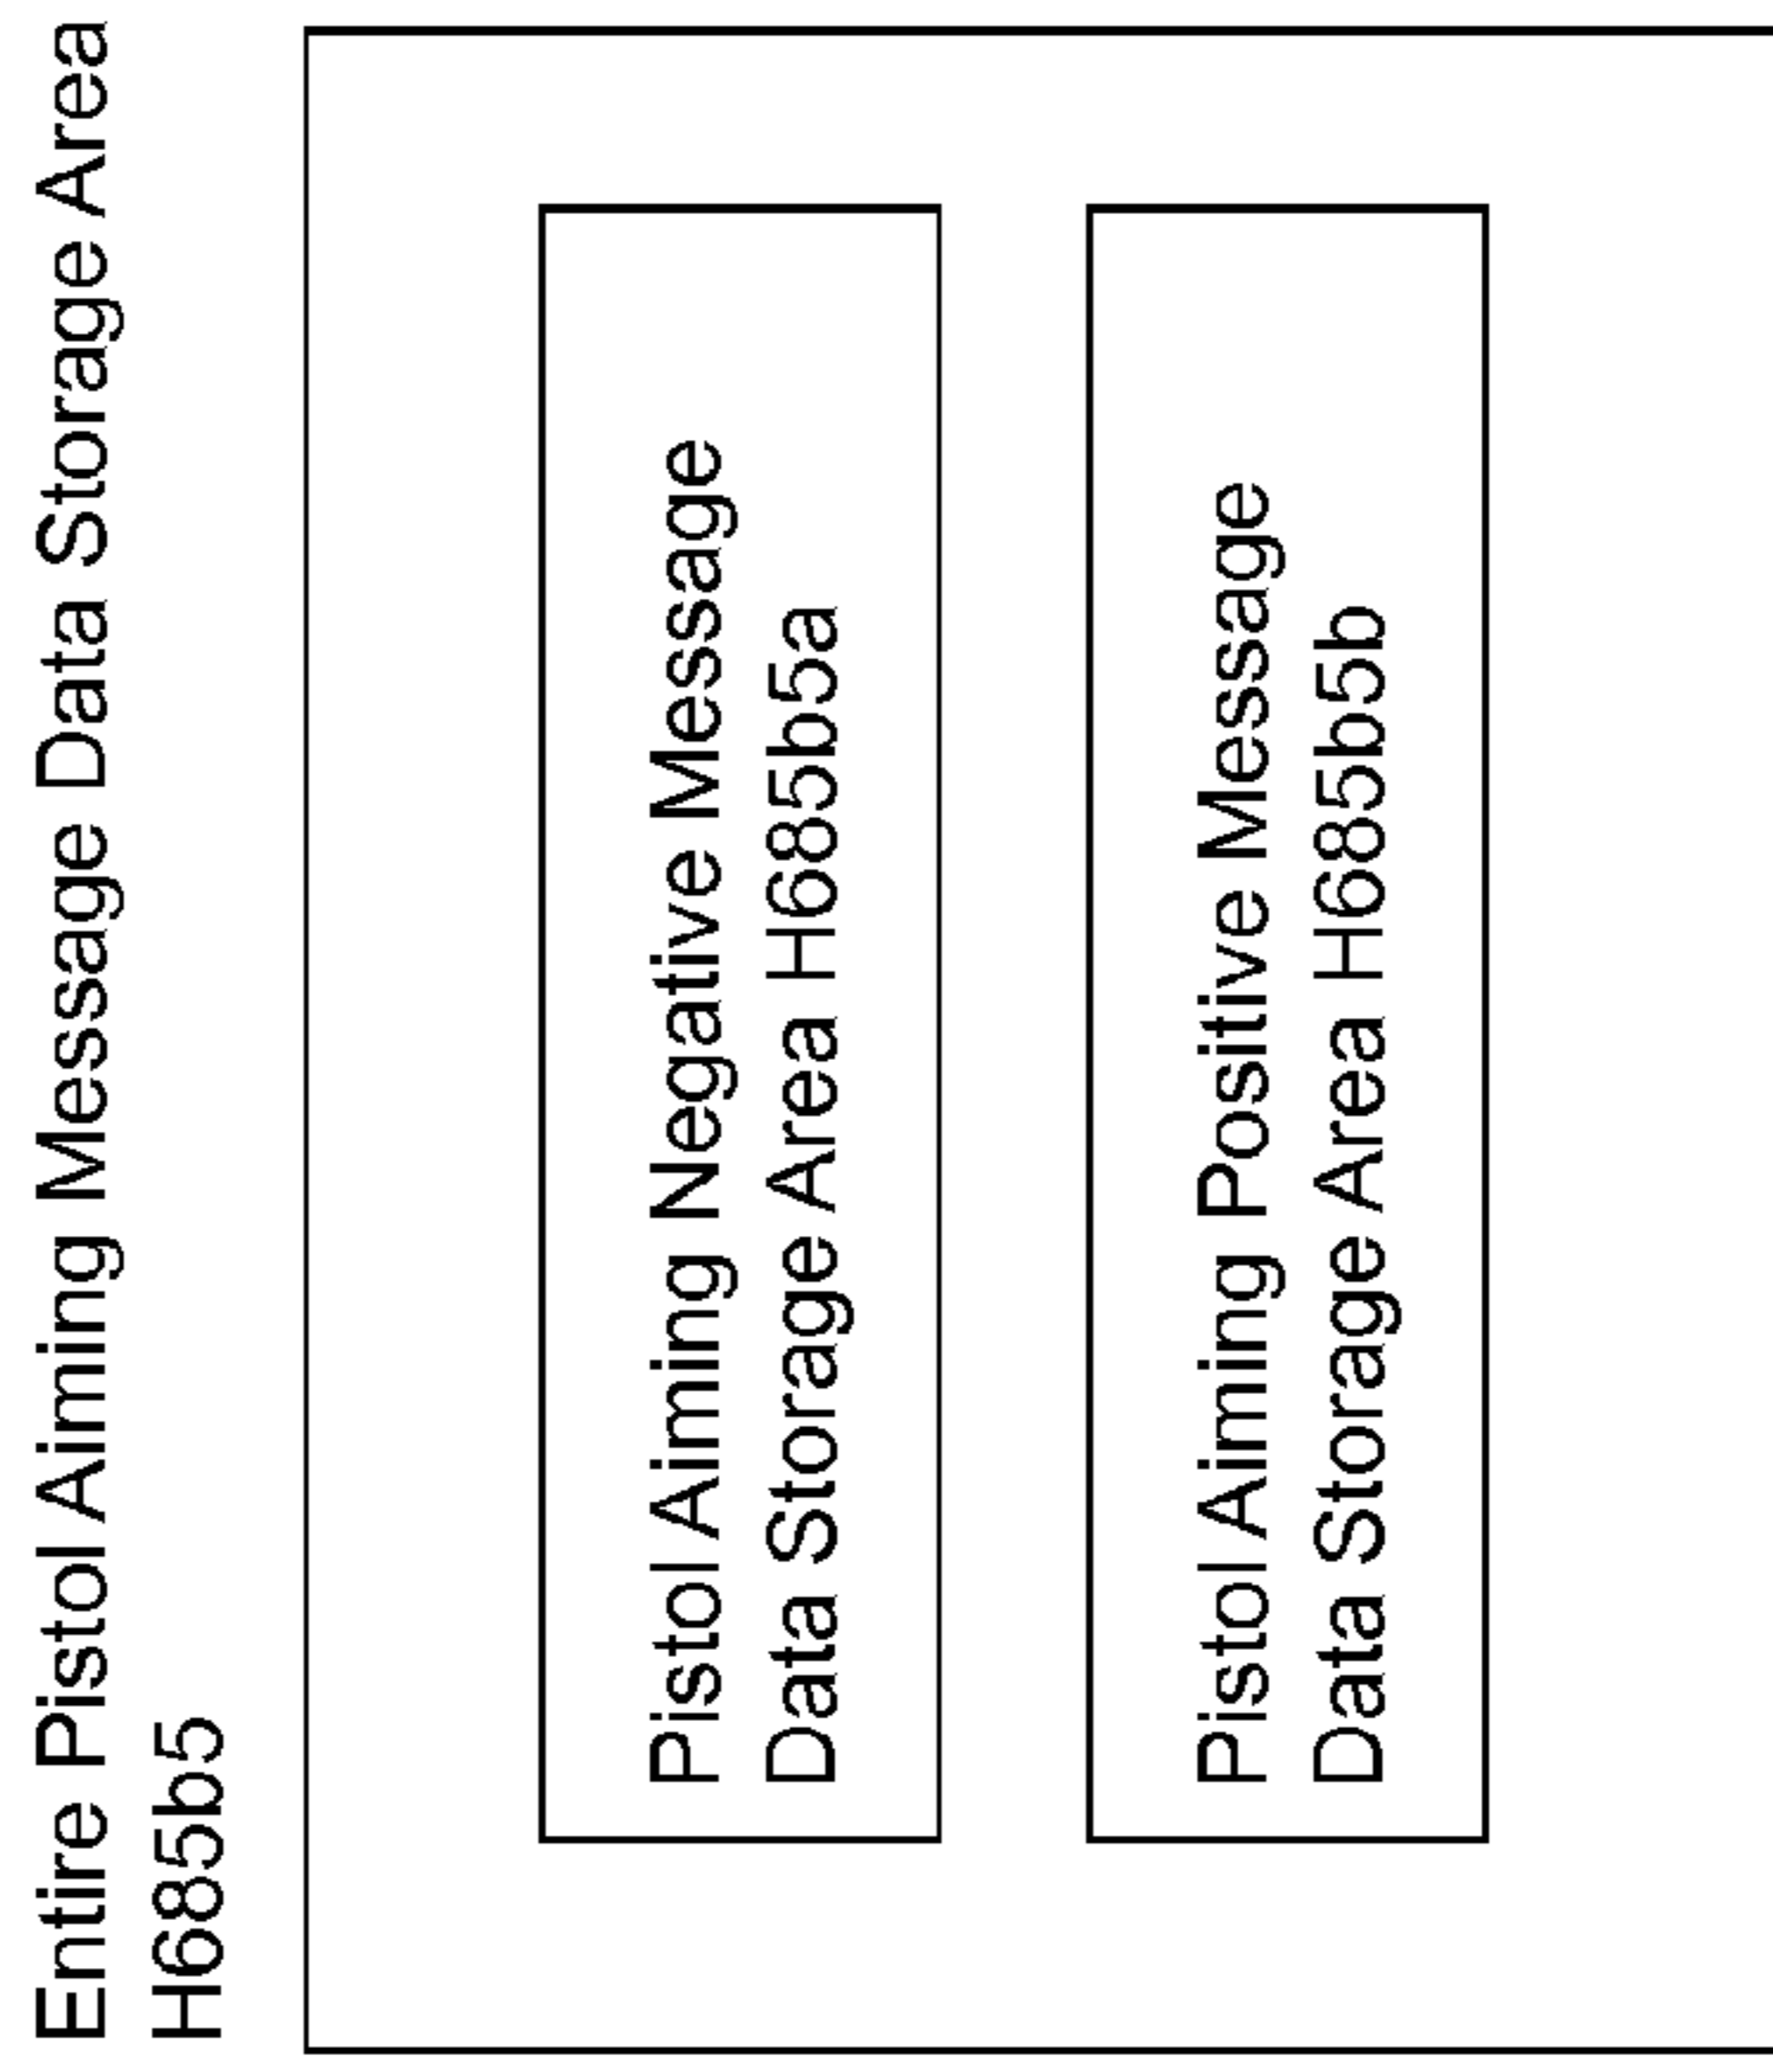 Entire Pistol Aiming Message Data Storage Area
H685b5
Pistol Aiming Negative Message
Data Storage Area H685b5a
Pistol Aiming Positive Message
Data Storage Area H685b5b